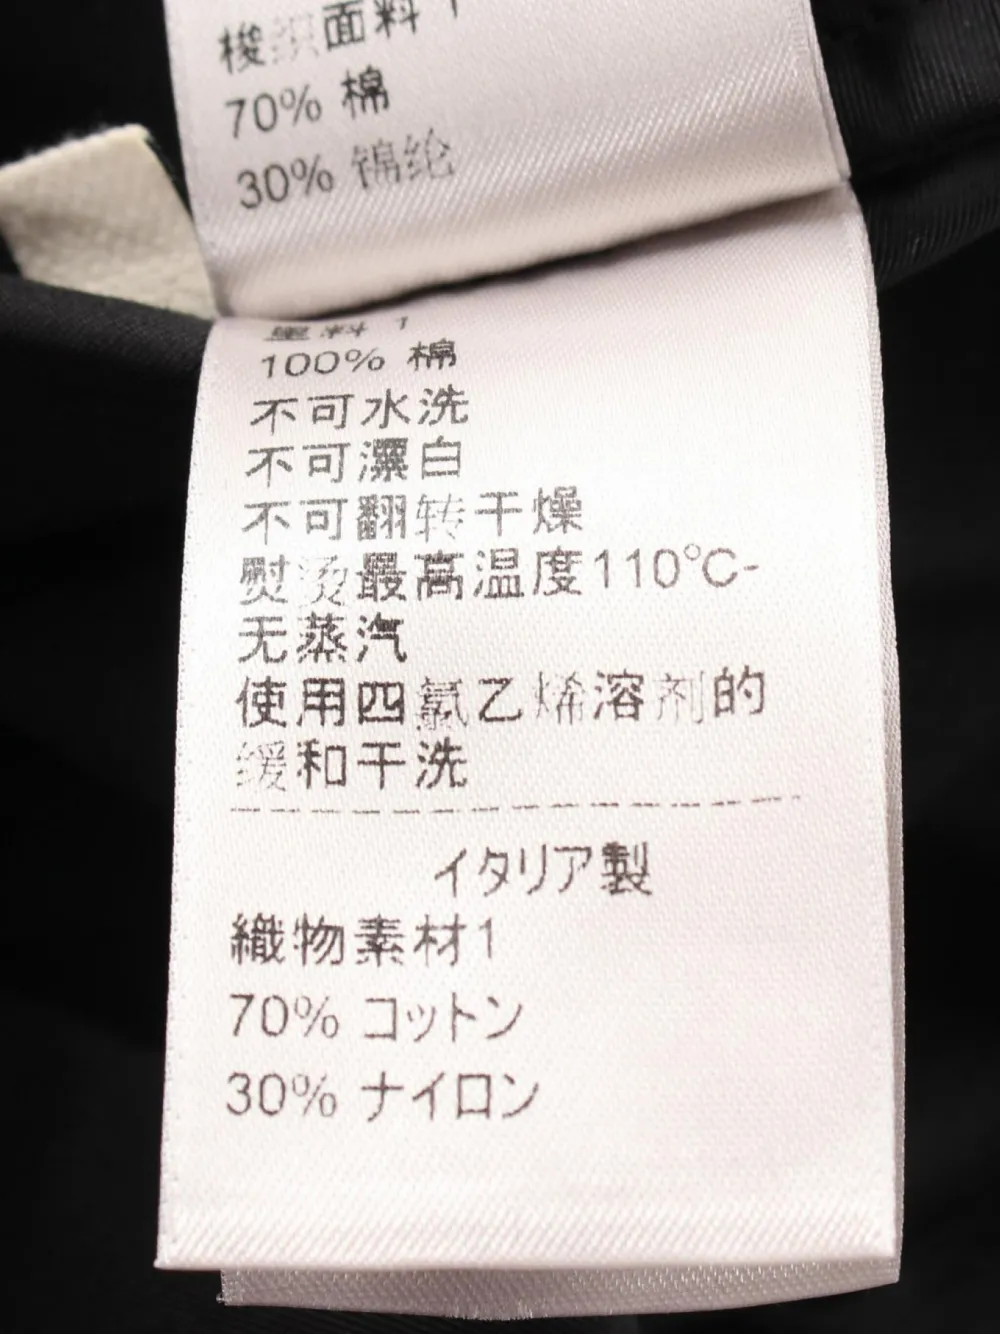 梭织面料 1
70% 棉
30% 锦纶
里料 1
100% 棉
不可水洗
不可漂白
不可翻转干燥
熨烫最高温度110℃-
无蒸汽
使用四氯乙烯溶剂的
缓和干洗
イタリア製
織物素材1
70% コットン
30% ナイロン